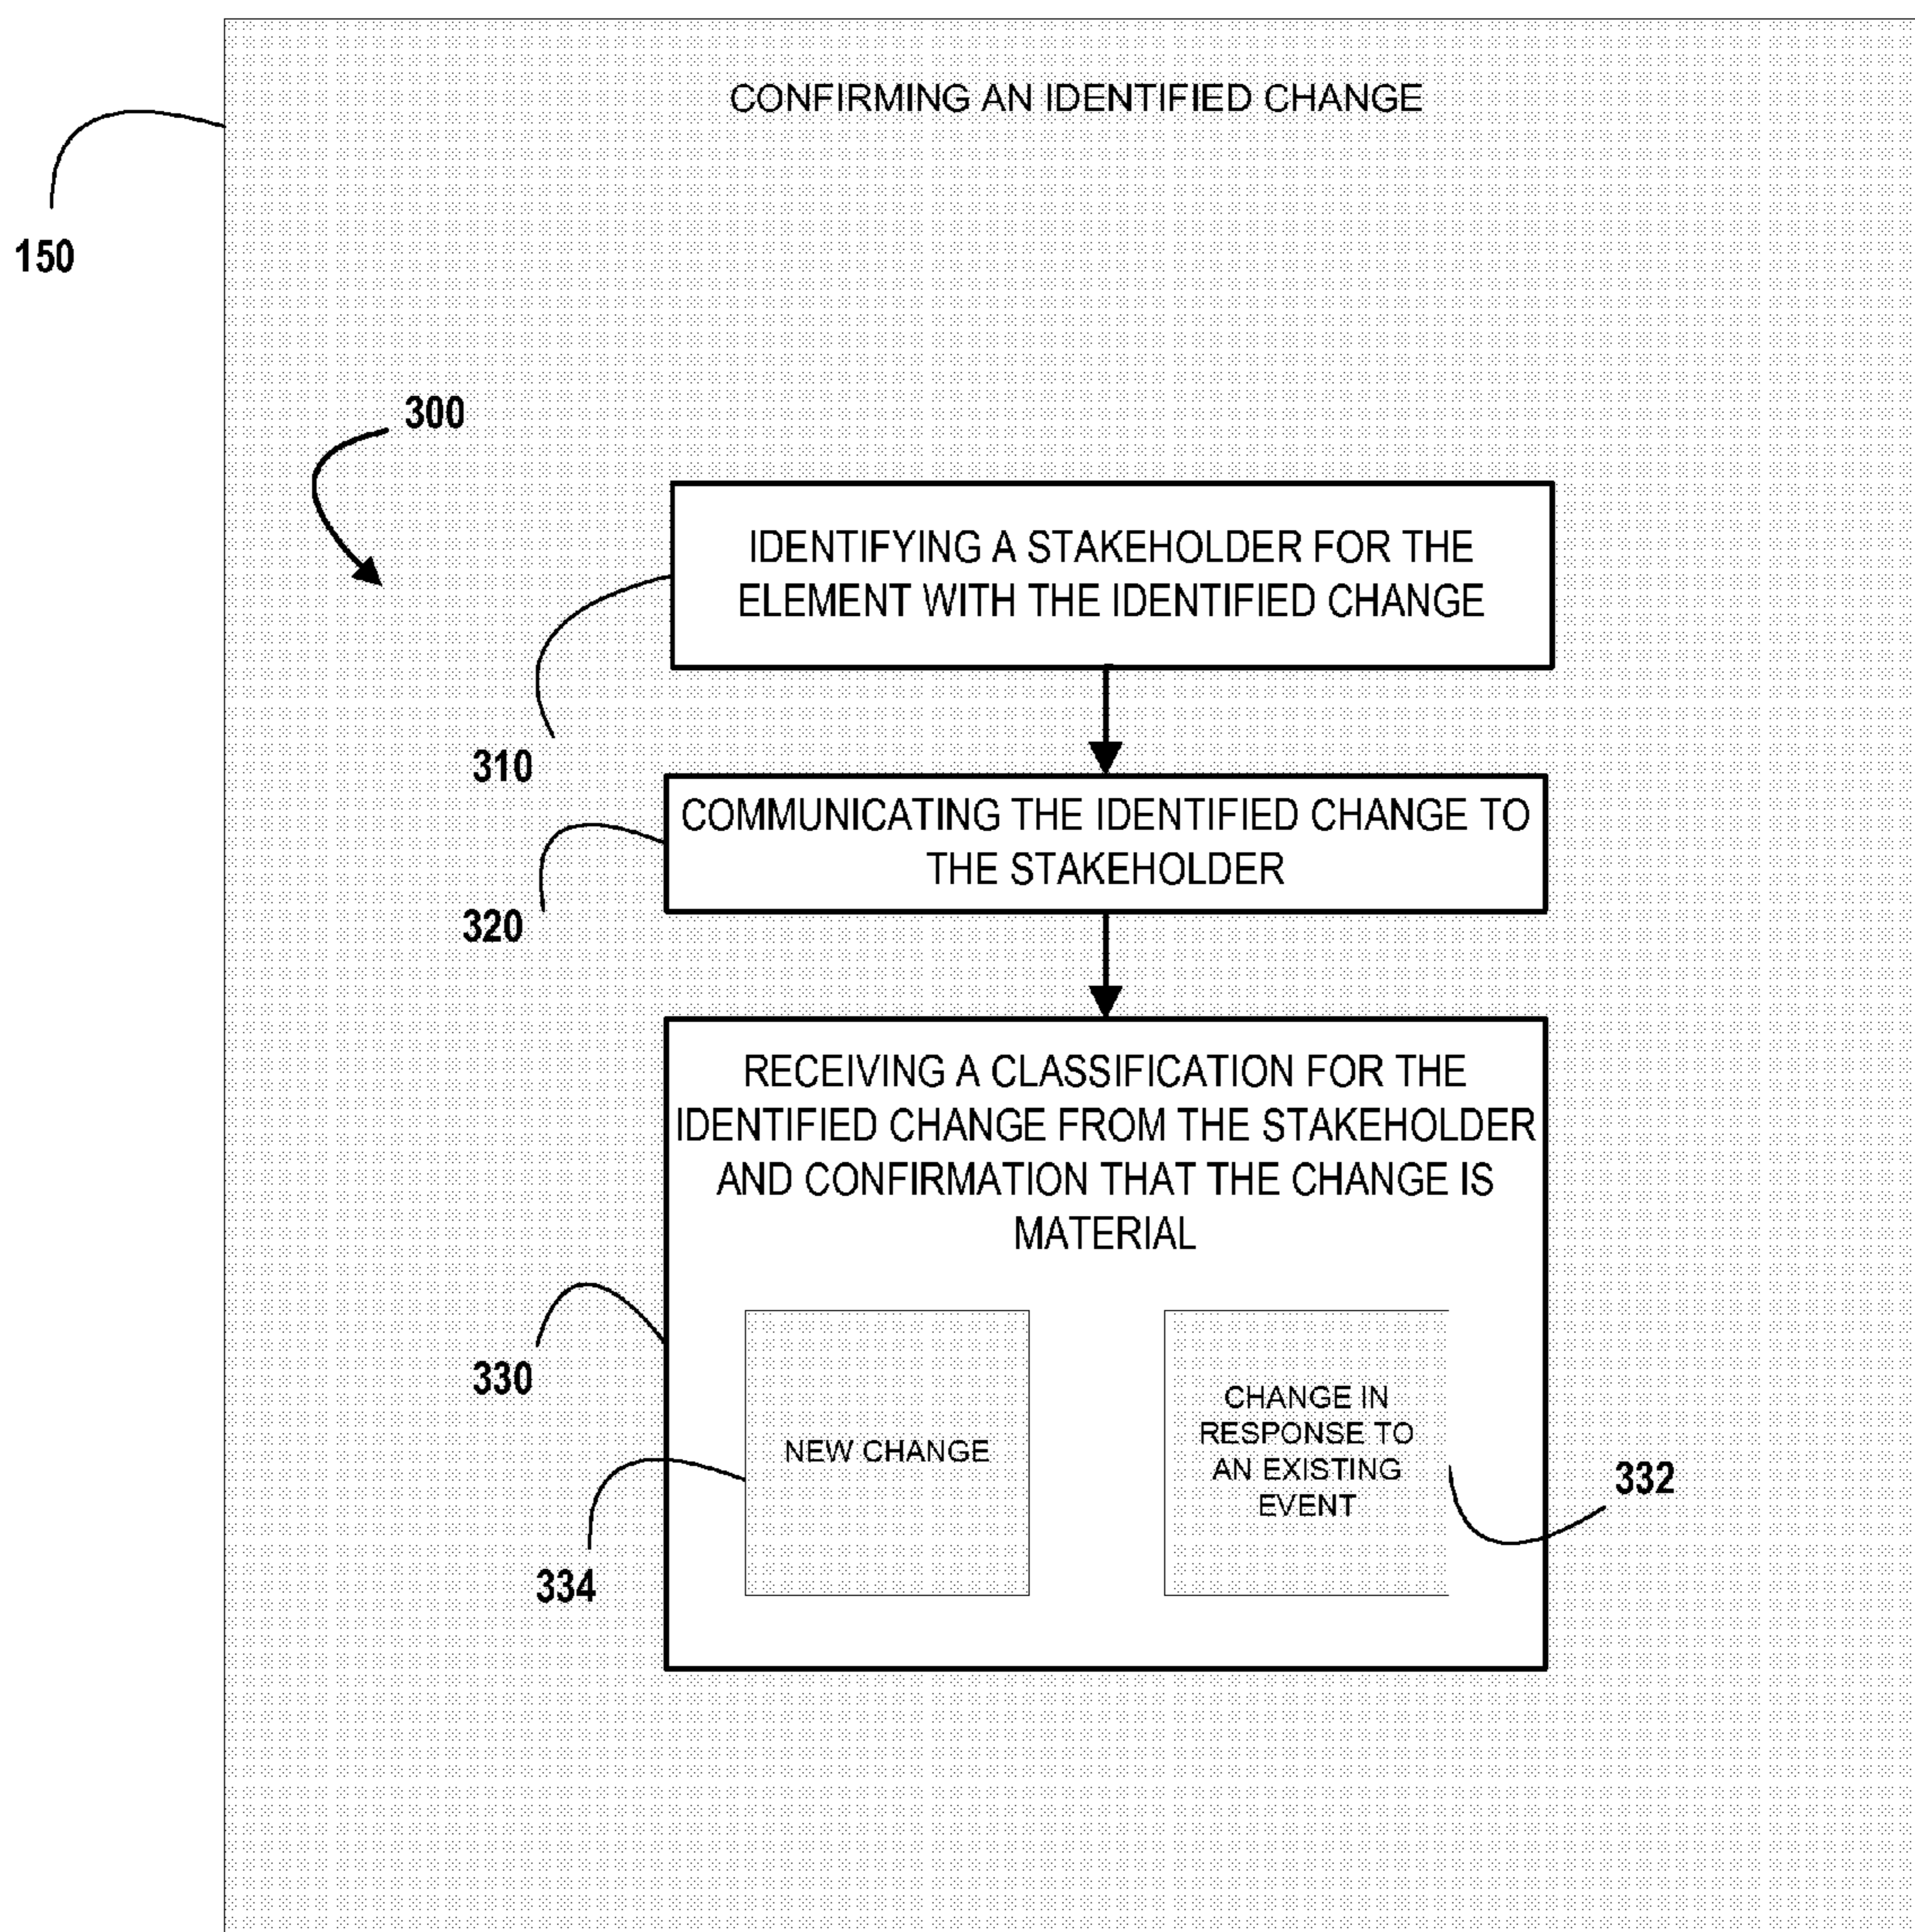 CONFIRMING AN IDENTIFIED CHANGE
150
300
IDENTIFYING A STAKEHOLDER FOR THE
ELEMENT WITH THE IDENTIFIED CHANGE
310
COMMUNICATING THE IDENTIFIED CHANGE TO
THE STAKEHOLDER
320
RECEIVING A CLASSIFICATION FOR THE
IDENTIFIED CHANGE FROM THE STAKEHOLDER
AND CONFIRMATION THAT THE CHANGE IS
MATERIAL
330
NEW CHANGE
334
CHANGE IN
RESPONSE TO
AN EXISTING
EVENT
332